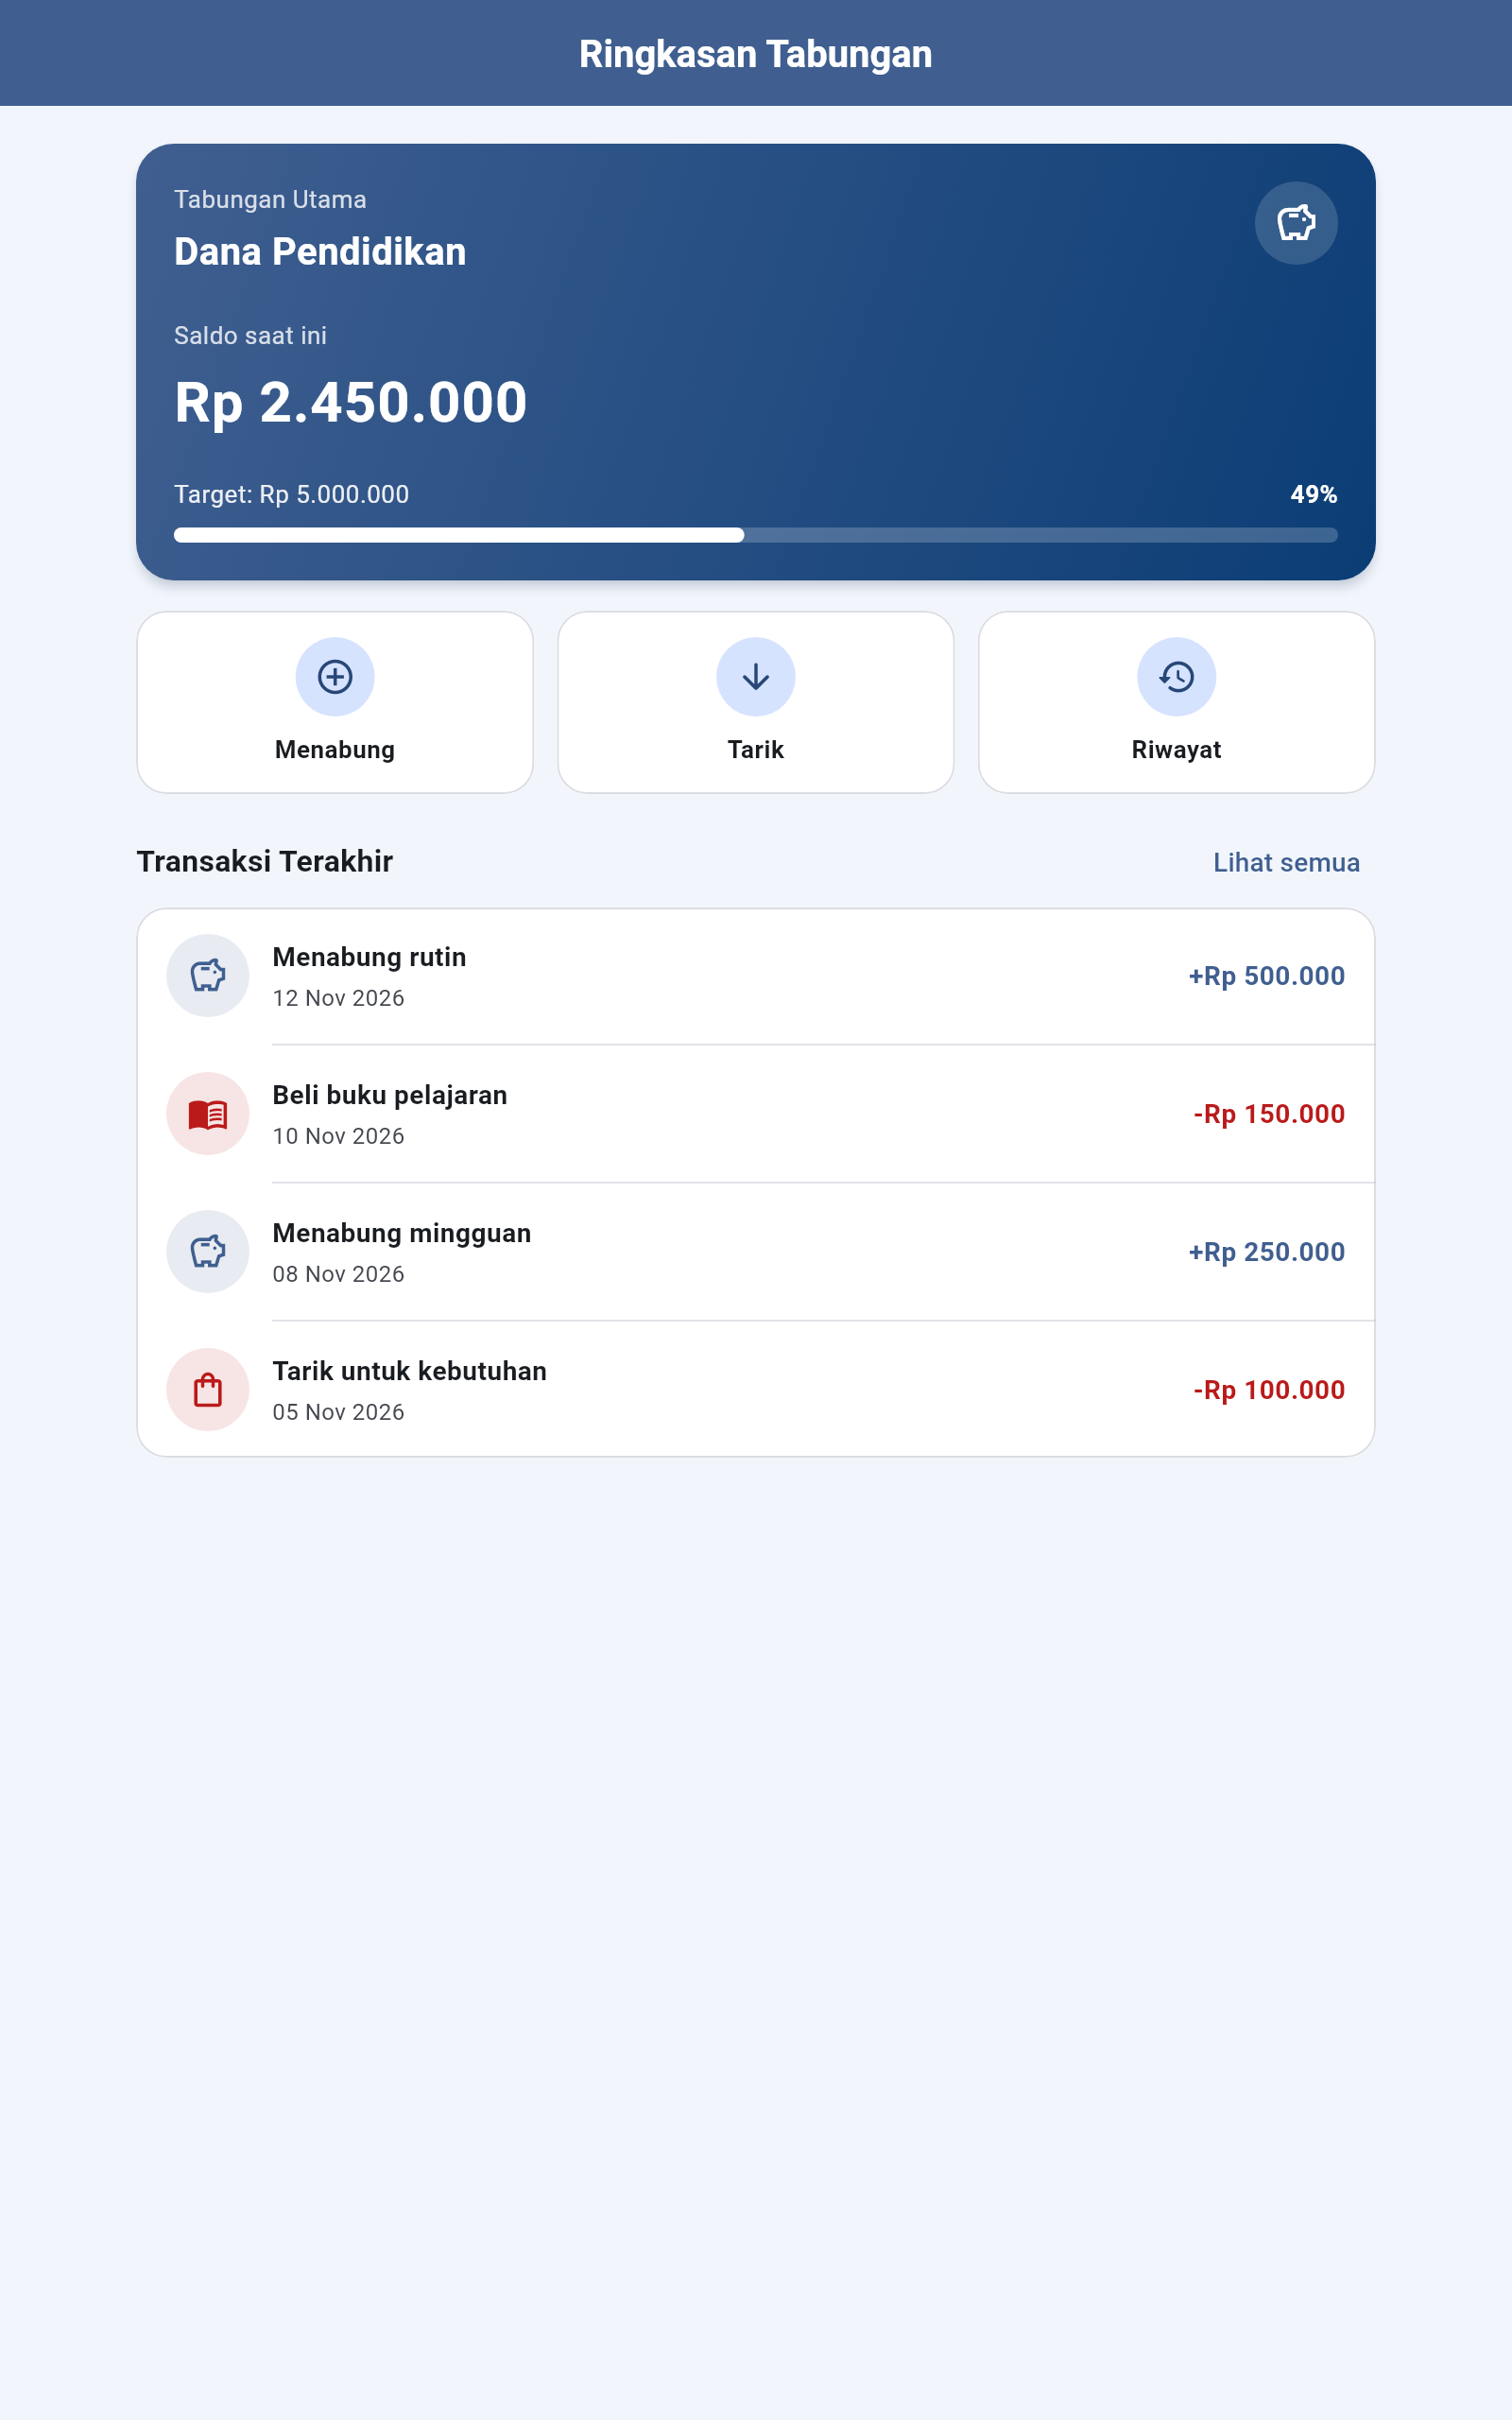 Ringkasan Tabungan
Tabungan Utama
Dana Pendidikan
Saldo saat ini
Rp 2.450.000
Target: Rp 5.000.000 49%
Menabung Tarik Riwayat
Transaksi Terakhir Lihat semua
Menabung rutin
12 Nov 2026
+Rp 500.000
Beli buku pelajaran
10 Nov 2026
-Rp 150.000
Menabung mingguan
08 Nov 2026
+Rp 250.000
Tarik untuk kebutuhan
05 Nov 2026
-Rp 100.000